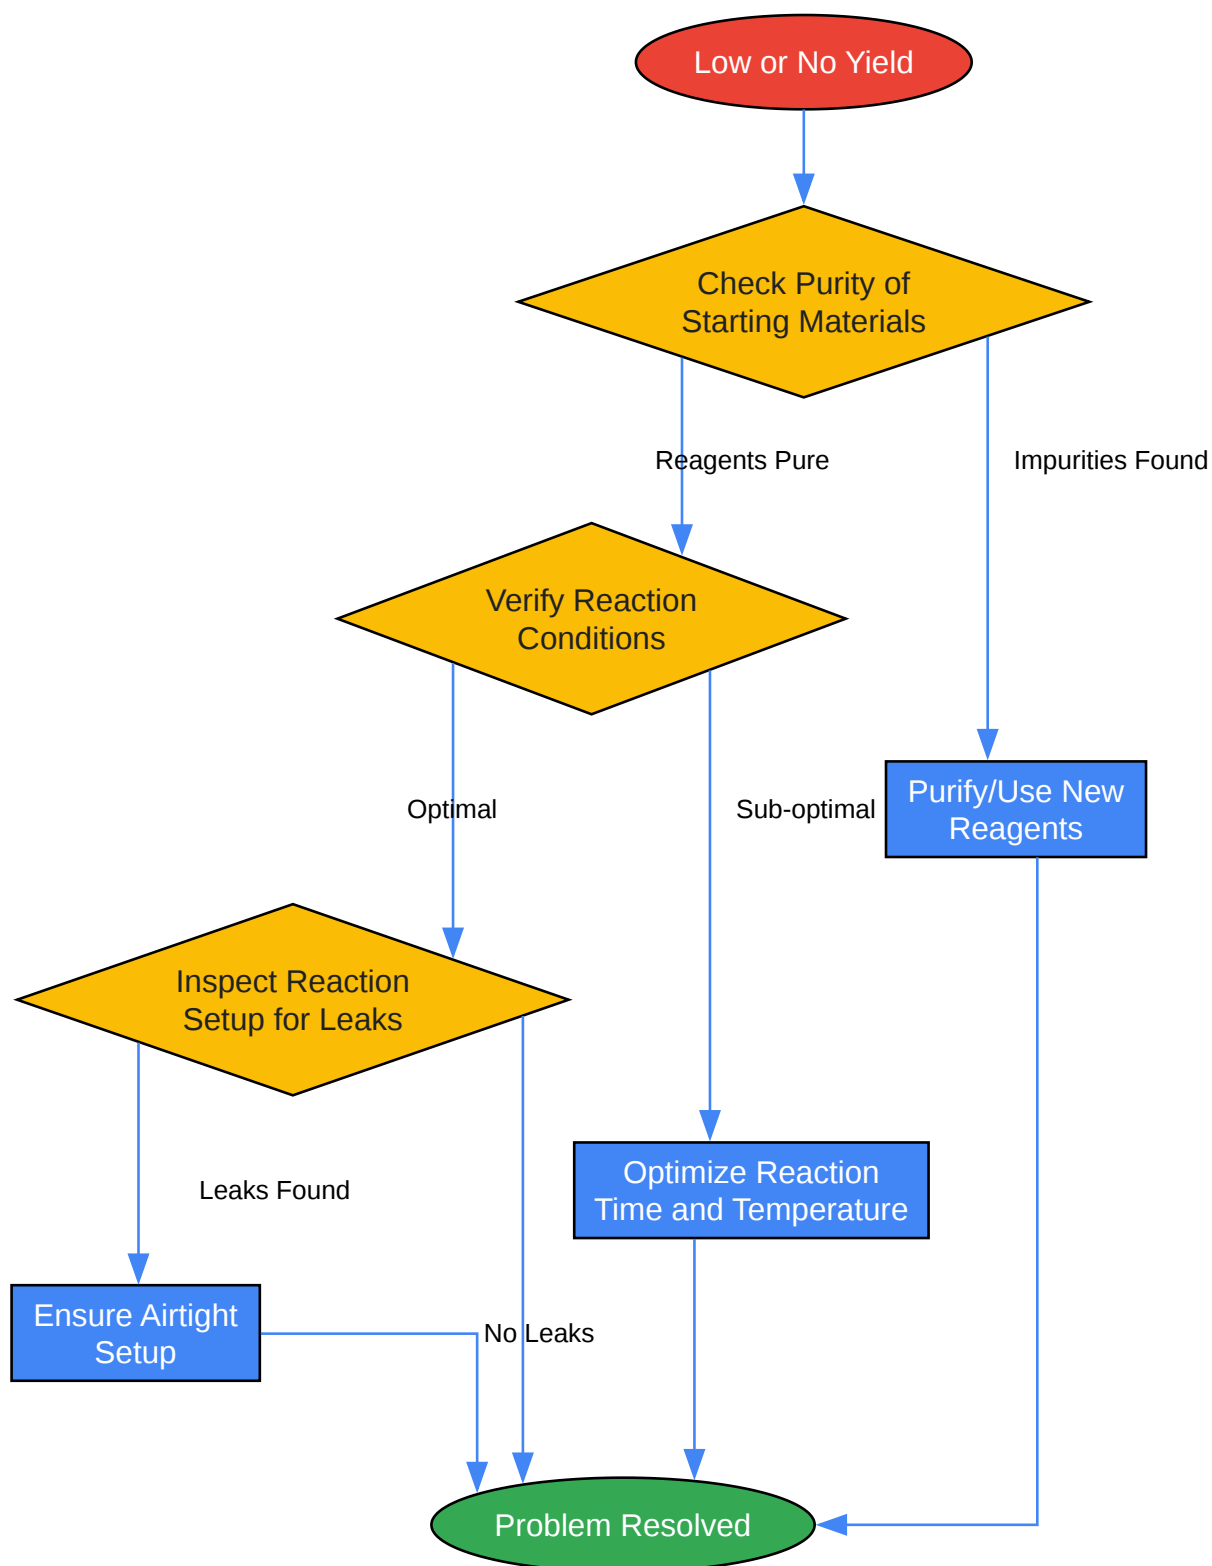 Low or No Yield
Check Purity of
Starting Materials
Reagents Pure
Impurities Found
Verify Reaction
Conditions
Optimal
Sub-optimal
Purify/Use New
Reagents
Inspect Reaction
Setup for Leaks
Leaks Found
Optimize Reaction
Time and Temperature
Ensure Airtight
Setup
No Leaks
Problem Resolved